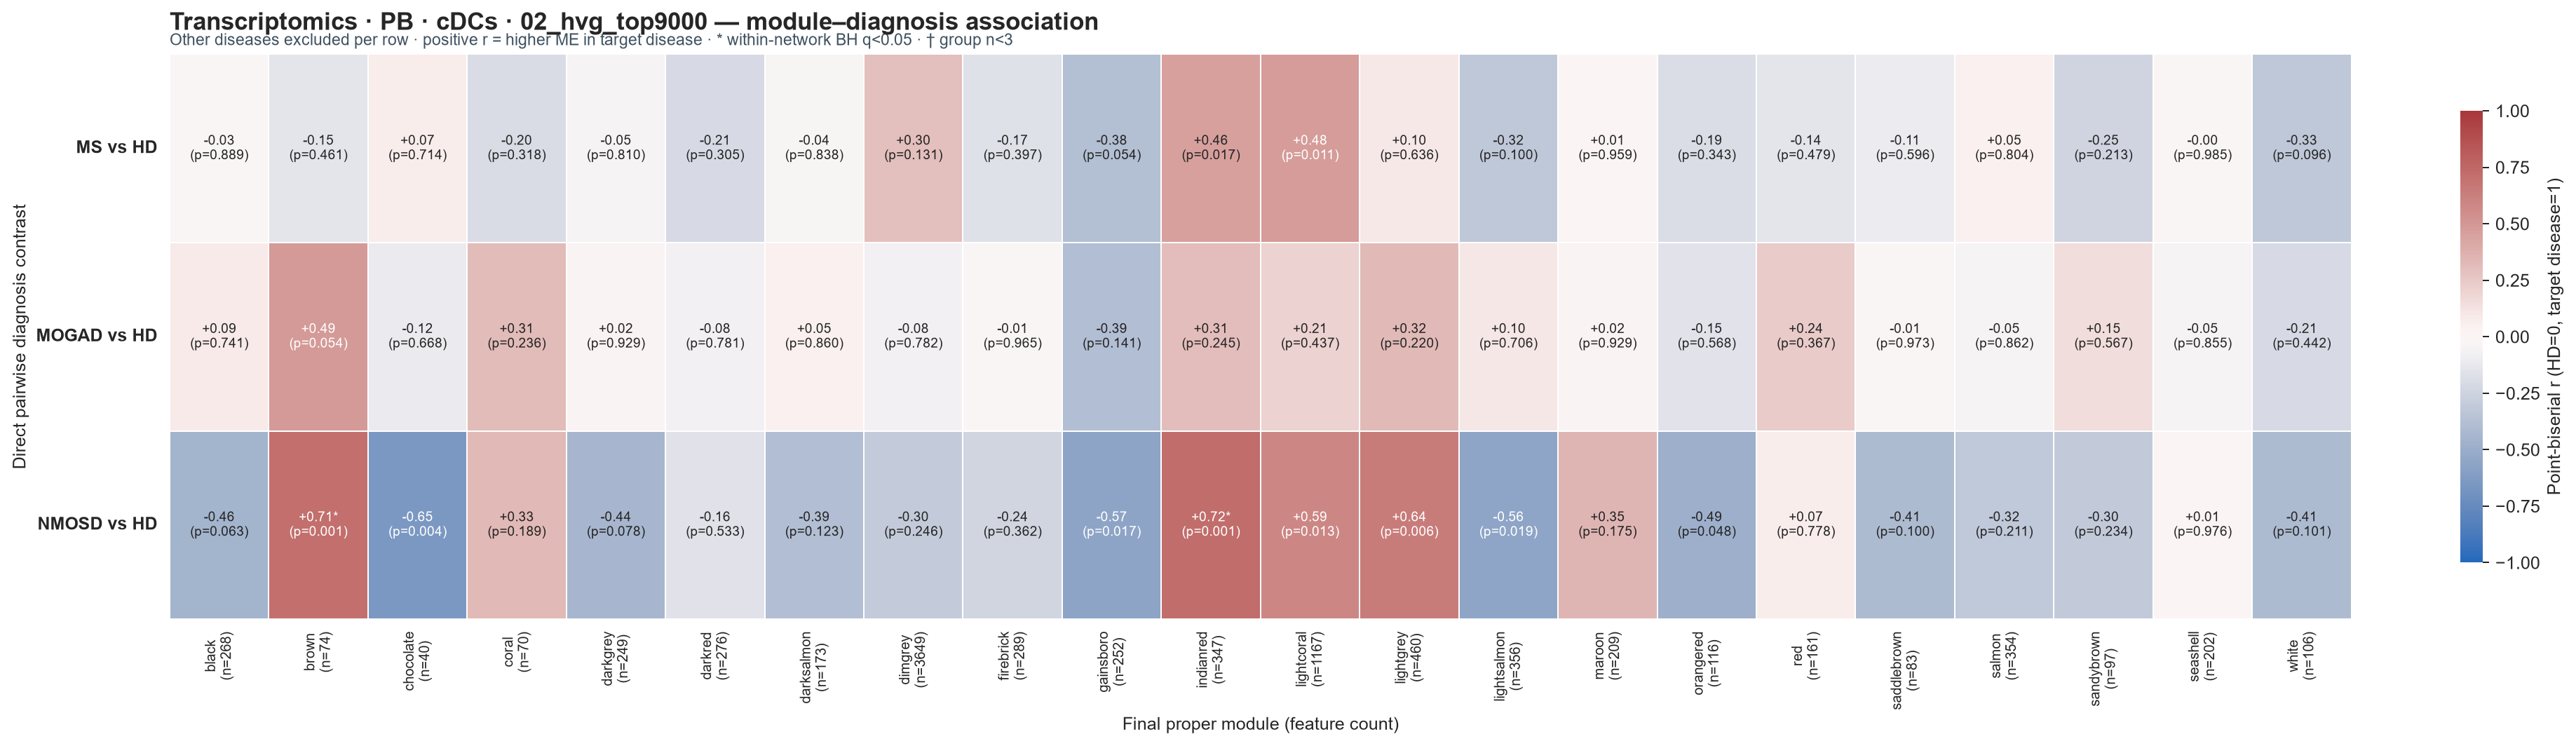 Transcriptomics · PB · cDCs · 02_hvg_top9000 — module–diagnosis association
Other diseases excluded per row · positive r = higher ME in target disease · * within-network BH q<0.05 · † group n<3
Direct pairwise diagnosis contrast
MS vs HD
-0.03 (p=0.889)
-0.15 (p=0.461)
+0.07 (p=0.714)
-0.20 (p=0.318)
-0.05 (p=0.810)
-0.21 (p=0.305)
-0.04 (p=0.838)
+0.30 (p=0.131)
-0.17 (p=0.397)
-0.38 (p=0.054)
+0.46 (p=0.017)
+0.48 (p=0.011)
+0.10 (p=0.636)
-0.32 (p=0.100)
+0.01 (p=0.959)
-0.19 (p=0.343)
-0.14 (p=0.479)
-0.11 (p=0.596)
+0.05 (p=0.804)
-0.25 (p=0.213)
-0.00 (p=0.985)
-0.33 (p=0.096)
MOGAD vs HD
+0.09 (p=0.741)
+0.49 (p=0.054)
-0.12 (p=0.668)
+0.31 (p=0.236)
+0.02 (p=0.929)
-0.08 (p=0.781)
+0.05 (p=0.860)
-0.08 (p=0.782)
-0.01 (p=0.965)
-0.39 (p=0.141)
+0.31 (p=0.245)
+0.21 (p=0.437)
+0.32 (p=0.220)
+0.10 (p=0.706)
+0.02 (p=0.929)
-0.15 (p=0.568)
+0.24 (p=0.367)
-0.01 (p=0.973)
-0.05 (p=0.862)
+0.15 (p=0.567)
-0.05 (p=0.855)
-0.21 (p=0.442)
NMOSD vs HD
-0.46 (p=0.063)
+0.71* (p=0.001)
-0.65 (p=0.004)
+0.33 (p=0.189)
-0.44 (p=0.078)
-0.16 (p=0.533)
-0.39 (p=0.123)
-0.30 (p=0.246)
-0.24 (p=0.362)
-0.57 (p=0.017)
+0.72* (p=0.001)
+0.59 (p=0.013)
+0.64 (p=0.006)
-0.56 (p=0.019)
+0.35 (p=0.175)
-0.49 (p=0.048)
+0.07 (p=0.778)
-0.41 (p=0.100)
-0.32 (p=0.211)
-0.30 (p=0.234)
+0.01 (p=0.976)
-0.41 (p=0.101)
black (n=268)
brown (n=74)
chocolate (n=40)
coral (n=70)
darkgrey (n=249)
darkred (n=276)
darksalmon (n=173)
dimgrey (n=3649)
firebrick (n=289)
gainsboro (n=252)
indianred (n=347)
lightcoral (n=1167)
lightgrey (n=460)
lightsalmon (n=356)
maroon (n=209)
orangered (n=116)
red (n=161)
saddlebrown (n=83)
salmon (n=354)
sandybrown (n=97)
seashell (n=202)
white (n=106)
Final proper module (feature count)
1.00
0.75
0.50
0.25
0.00
−0.25
−0.50
−0.75
−1.00
Point-biserial r (HD=0, target disease=1)